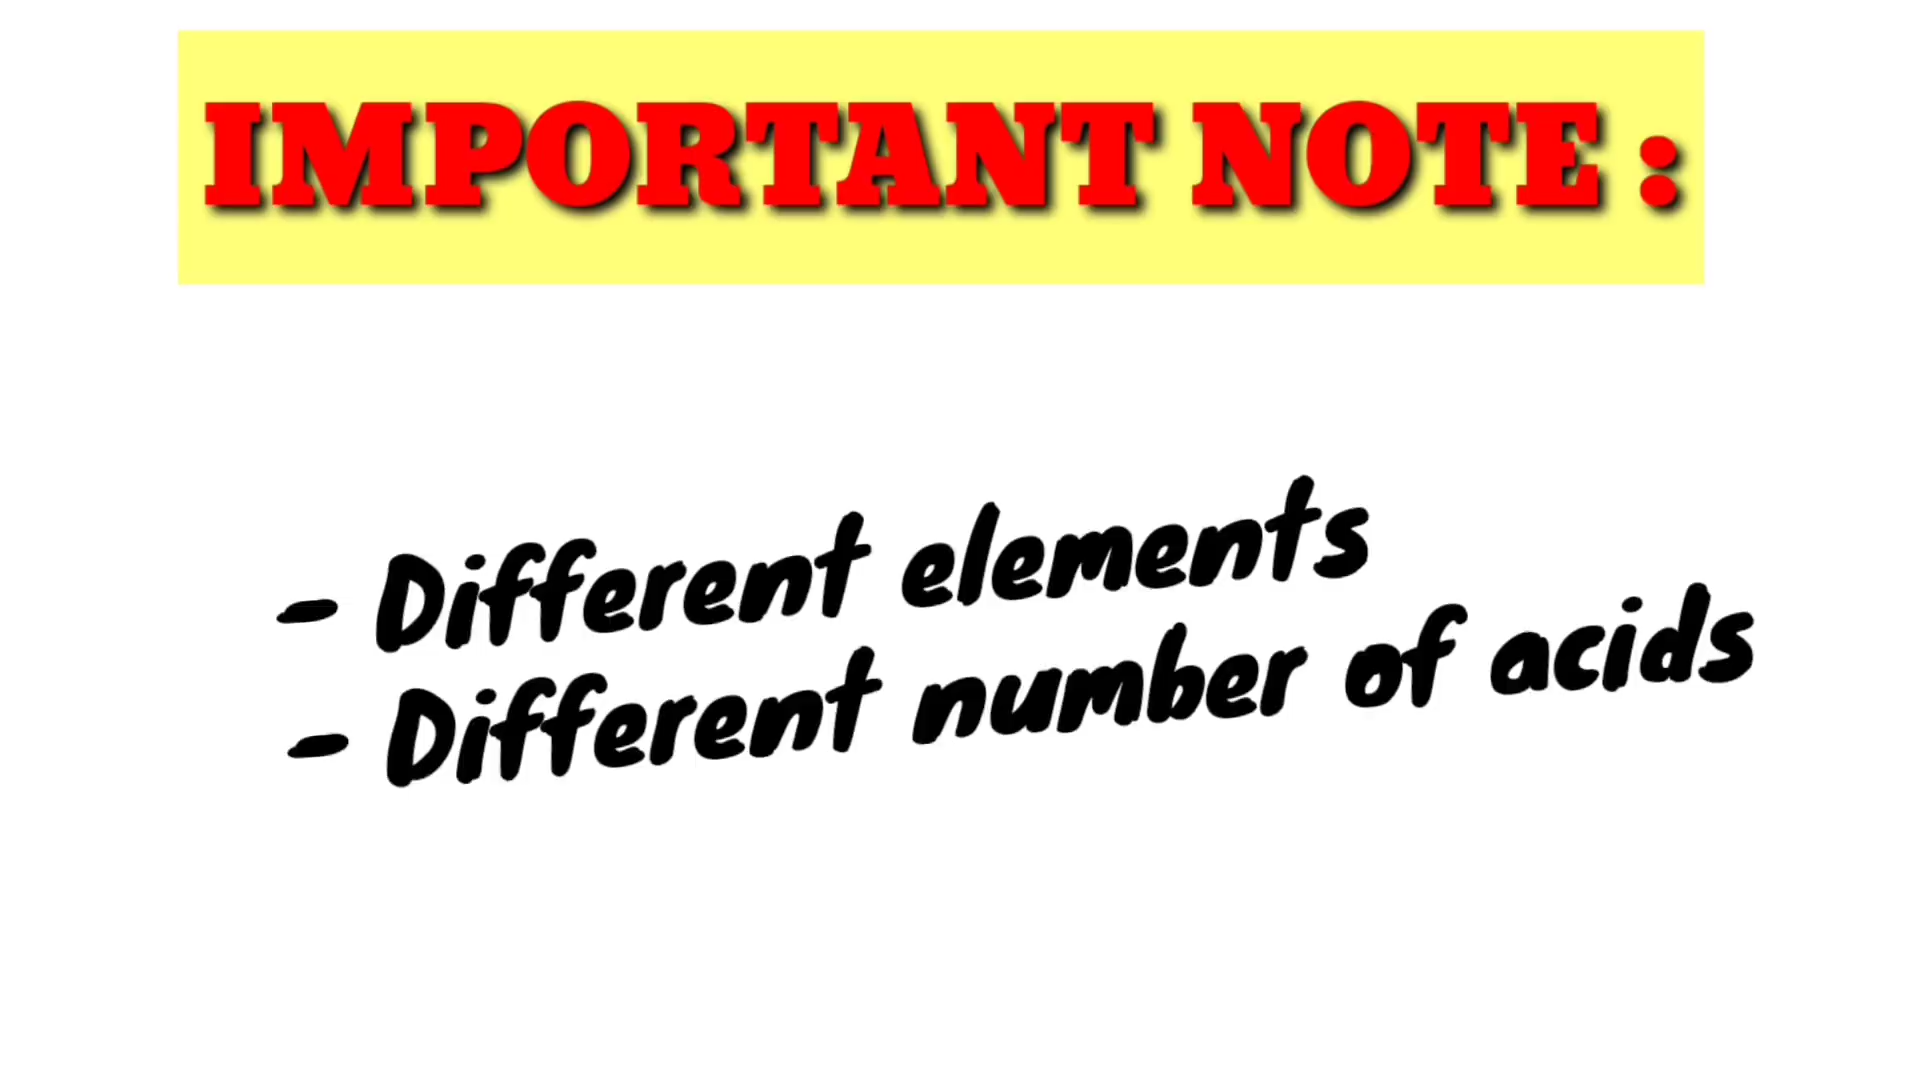 IMPORTANT NOTE :
- Different elements
- Different number of acids